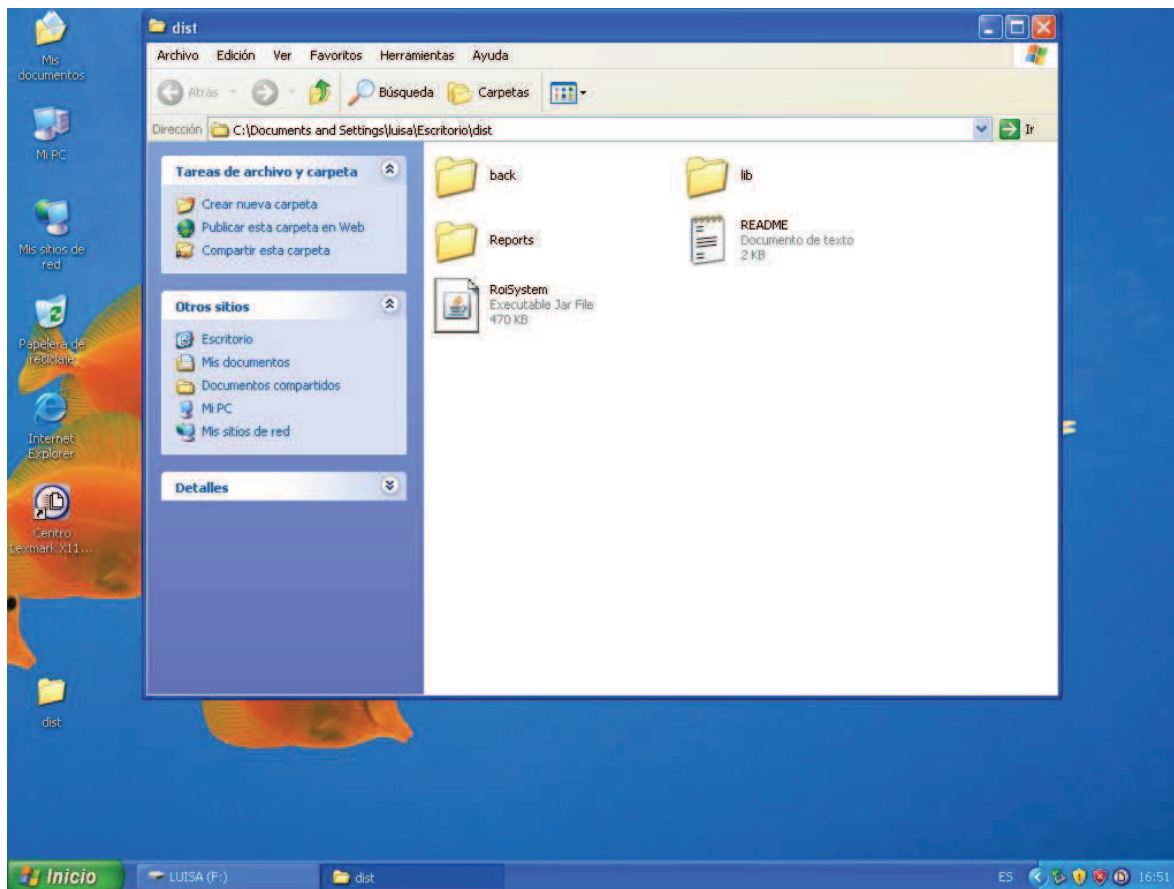 Mis
documentos
Mi PC
Mis sitios de
red
Papelera de
reciclaje
Internet
Explorer
Centro
Lexmark X11...
dist
dist
Archivo Edición Ver Favoritos Herramientas Ayuda
Atrás Búsqueda Carpetas
Dirección C:\Documents and Settings\luisa\Escritorio\dist Ir
Tareas de archivo y carpeta
Crear nueva carpeta
Publicar esta carpeta en Web
Compartir esta carpeta
Otros sitios
Escritorio
Mis documentos
Documentos compartidos
Mi PC
Mis sitios de red
Detalles
back
lib
Reports
README
Documento de texto
2 KB
RoiSystem
Executable Jar File
470 KB
Inicio LUISA (F:) dist ES 16:51